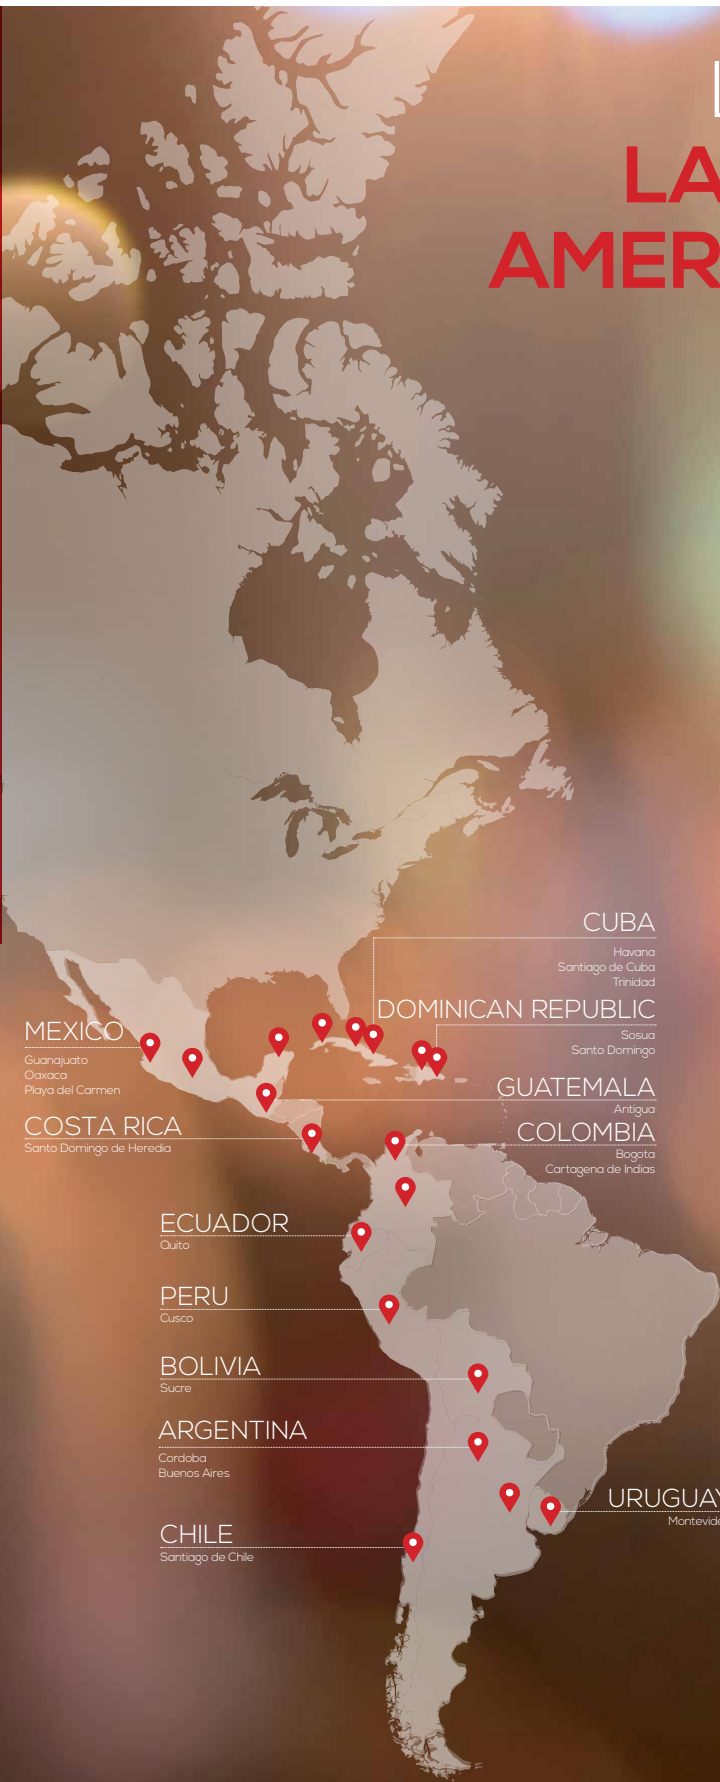 LA
AMER
CUBA
Havana
Santiago de Cuba
Trinidad
DOMINICAN REPUBLIC
Sosua
Santo Domingo
MEXICO
Guanajuato
Oaxaca
Playa del Carmen
GUATEMALA
Antigua
COSTA RICA
Santo Domingo de Heredia
COLOMBIA
Bogota
Cartagena de Indias
ECUADOR
Quito
PERU
Cusco
BOLIVIA
Sucre
ARGENTINA
Cordoba
Buenos Aires
URUGUAY
Montevide
CHILE
Santiago de Chile